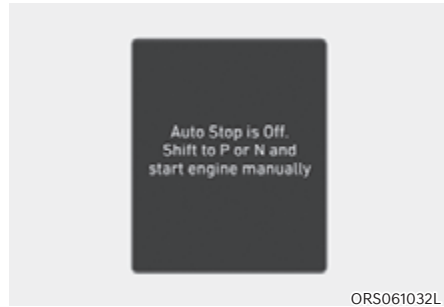 Auto Stop is Off.
Shift to P or N and
start engine manually
ORS061032L